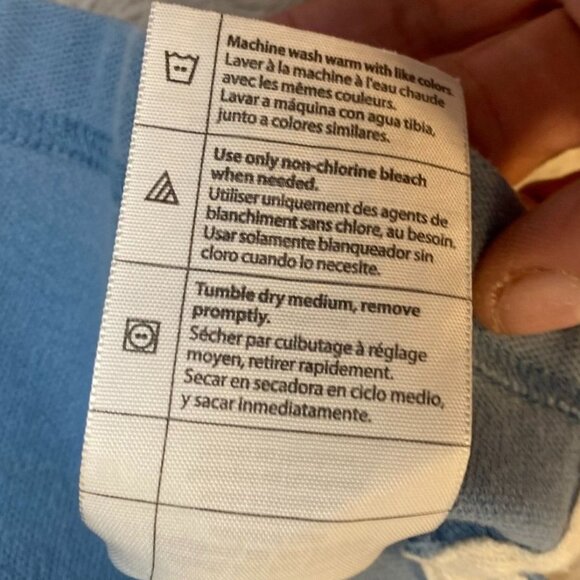 Machine wash warm with like colors.
Laver à la machine à l'eau chaude
avec les mêmes couleurs.
Lavar a máquina con agua tibia,
junto a colores similares.
Use only non-chlorine bleach
when needed.
Utiliser uniquement des agents de
blanchiment sans chlore, au besoin.
Usar solamente blanqueador sin
cloro cuando lo necesite.
Tumble dry medium, remove
promptly.
Sécher par culbutage à réglage
moyen, retirer rapidement.
Secar en secadora en ciclo medio,
y sacar inmediatamente.